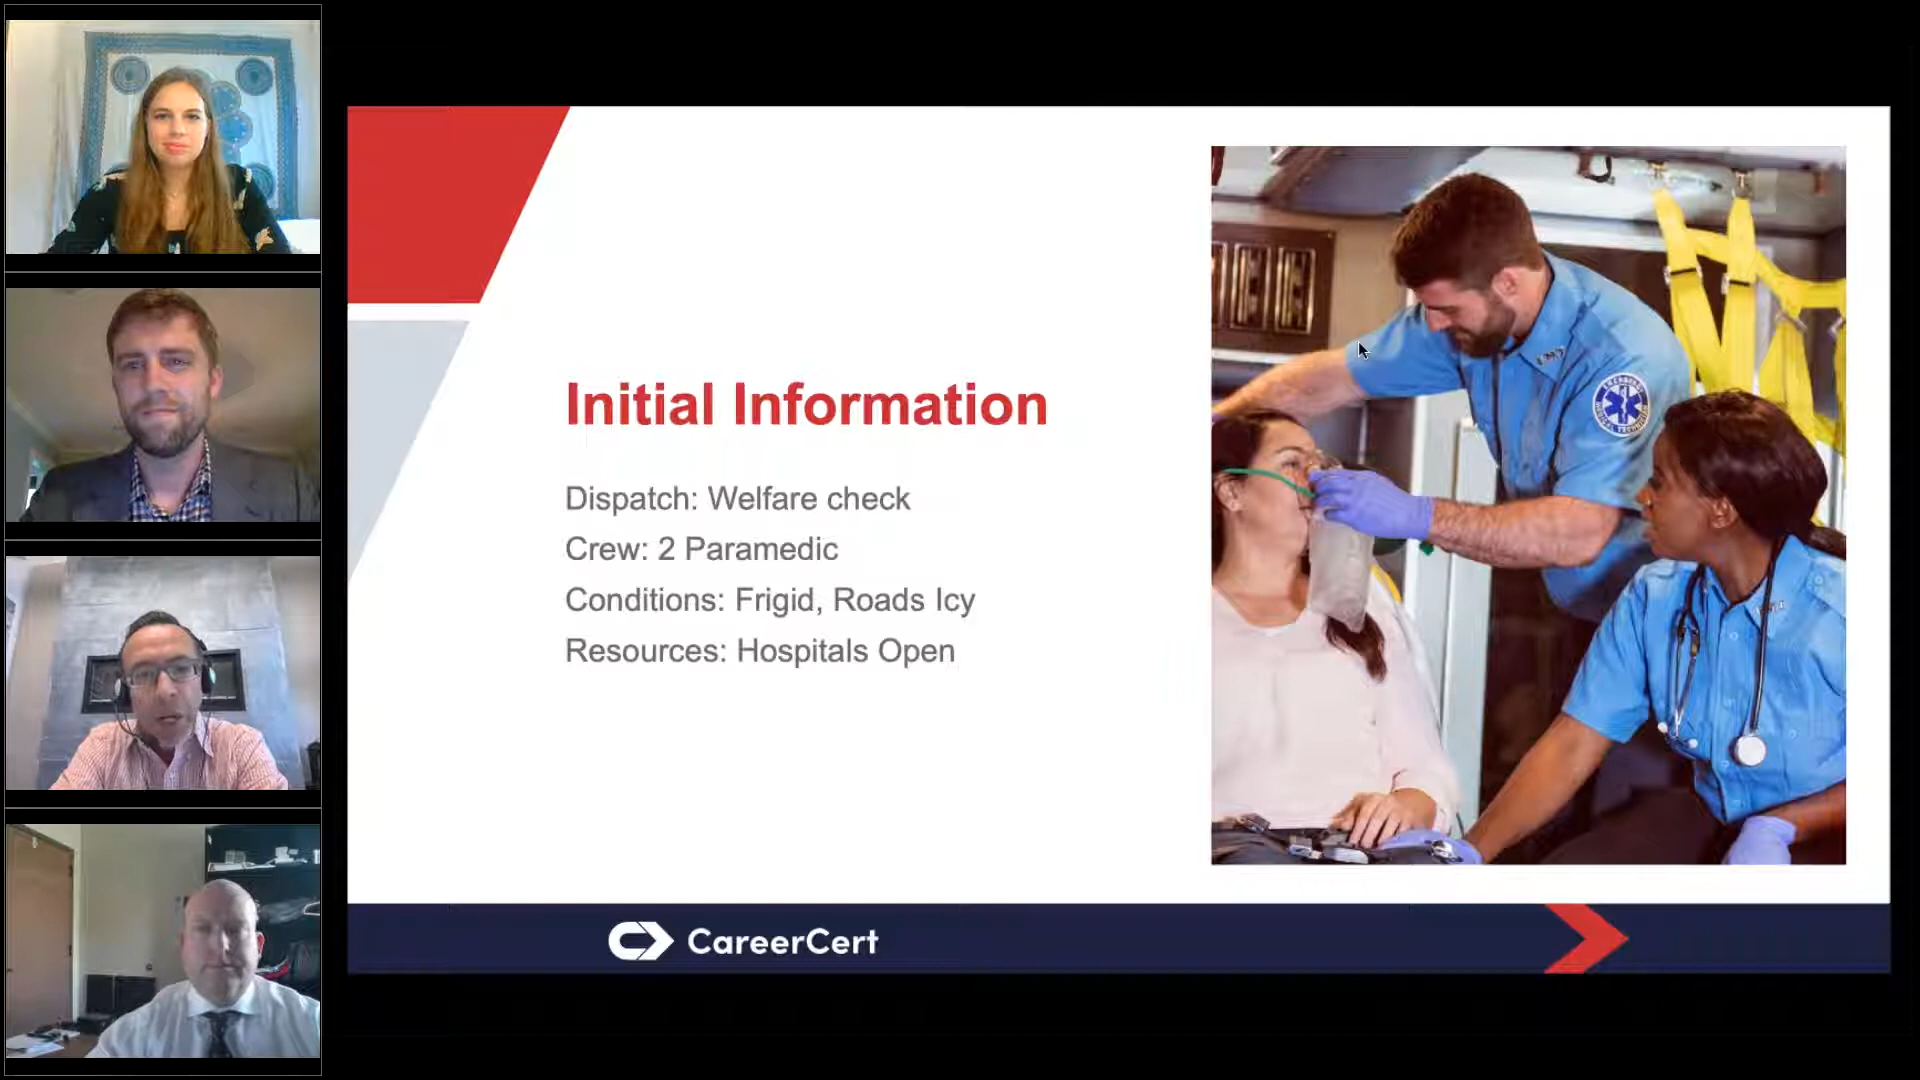 Initial Information
Dispatch: Welfare check
Crew: 2 Paramedic
Conditions: Frigid, Roads Icy
Resources: Hospitals Open
CareerCert